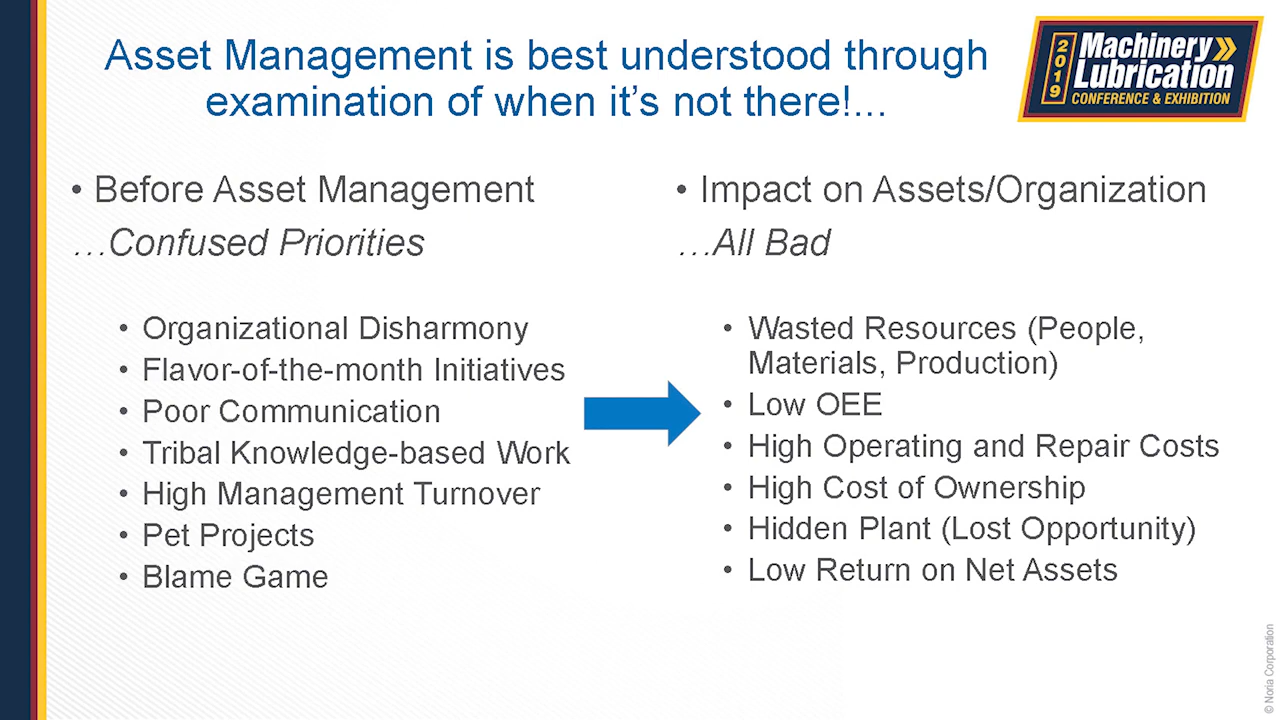 Asset Management is best understood through
examination of when it's not there!...
2019
Machinery
Lubrication
CONFERENCE & EXHIBITION
• Before Asset Management
...Confused Priorities
• Organizational Disharmony
• Flavor-of-the-month Initiatives
• Poor Communication
• Tribal Knowledge-based Work
• High Management Turnover
• Pet Projects
• Blame Game
• Impact on Assets/Organization
...All Bad
• Wasted Resources (People,
Materials, Production)
• Low OEE
• High Operating and Repair Costs
• High Cost of Ownership
• Hidden Plant (Lost Opportunity)
• Low Return on Net Assets
© Noria Corporation